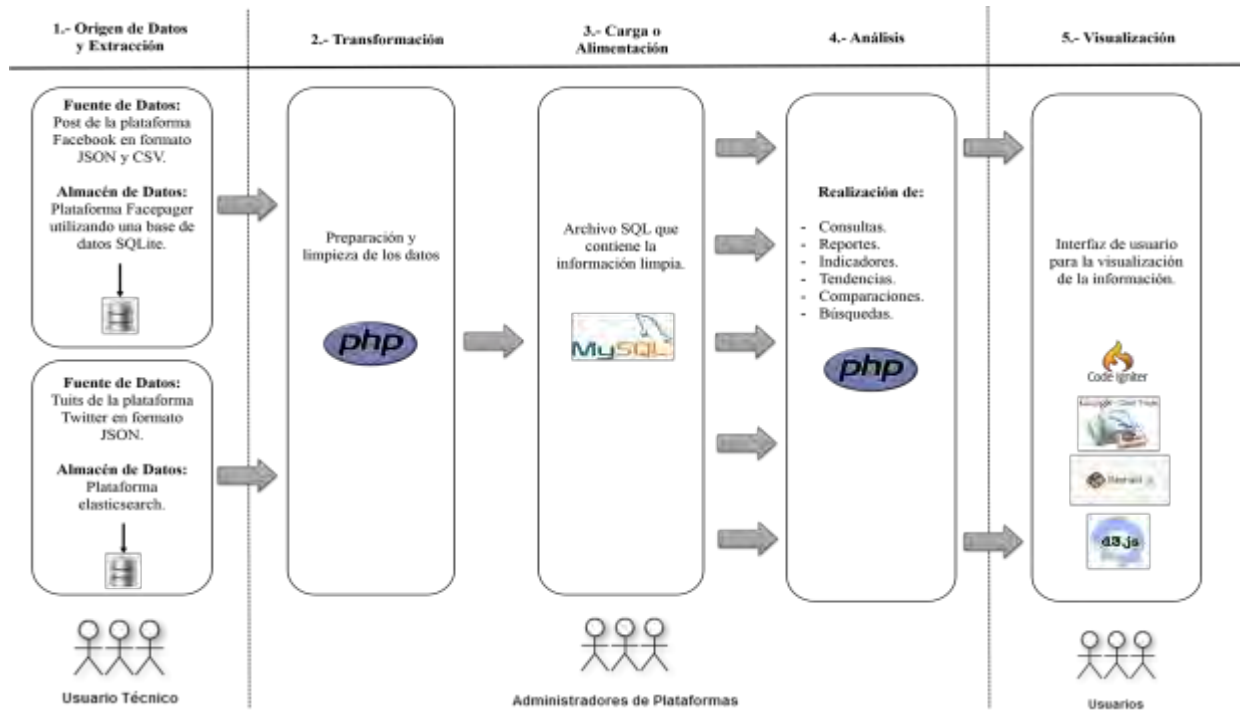 1.- Origen de Datos
y Extracción
2.- Transformación
3.- Carga o
Alimentación
4.- Análisis
5.- Visualización
Fuente de Datos:
Post de la plataforma
Facebook en formato
JSON y CSV.
Almacén de Datos:
Plataforma Facepager
utilizando una base de
datos SQLite.
Fuente de Datos:
Tuits de la plataforma
Twitter en formato
JSON.
Almacén de Datos:
Plataforma
elasticsearch.
Preparación y
limpieza de los datos
php
Archivo SQL que
contiene la
información limpia.
MySQL
Realización de:
- Consultas.
- Reportes.
- Indicadores.
- Tendencias.
- Comparaciones.
- Búsquedas.
php
Interfaz de usuario
para la visualización
de la información.
Code Igniter
d3.js
Usuario Técnico
Administradores de Plataformas
Usuarios